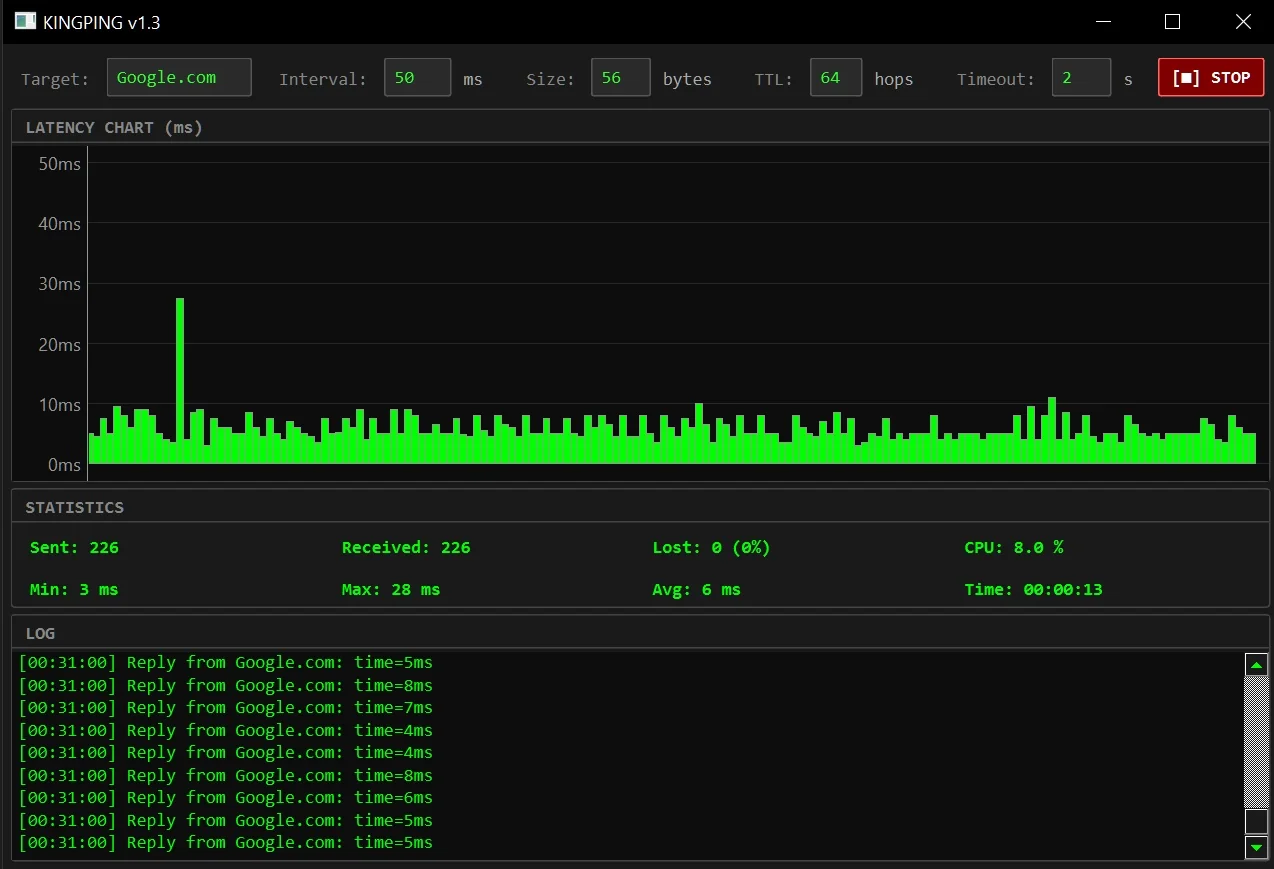 KINGPING v1.3
Target: Google.com Interval: 50 ms Size: 56 bytes TTL: 64 hops Timeout: 2 s [■] STOP
LATENCY CHART (ms)
50ms
40ms
30ms
20ms
10ms
0ms
STATISTICS
Sent: 226 Received: 226 Lost: 0 (0%) CPU: 8.0 %
Min: 3 ms Max: 28 ms Avg: 6 ms Time: 00:00:13
LOG
[00:31:00] Reply from Google.com: time=5ms
[00:31:00] Reply from Google.com: time=8ms
[00:31:00] Reply from Google.com: time=7ms
[00:31:00] Reply from Google.com: time=4ms
[00:31:00] Reply from Google.com: time=4ms
[00:31:00] Reply from Google.com: time=8ms
[00:31:00] Reply from Google.com: time=6ms
[00:31:00] Reply from Google.com: time=5ms
[00:31:00] Reply from Google.com: time=5ms